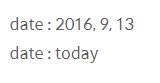 date : 2016, 9, 13
date : today